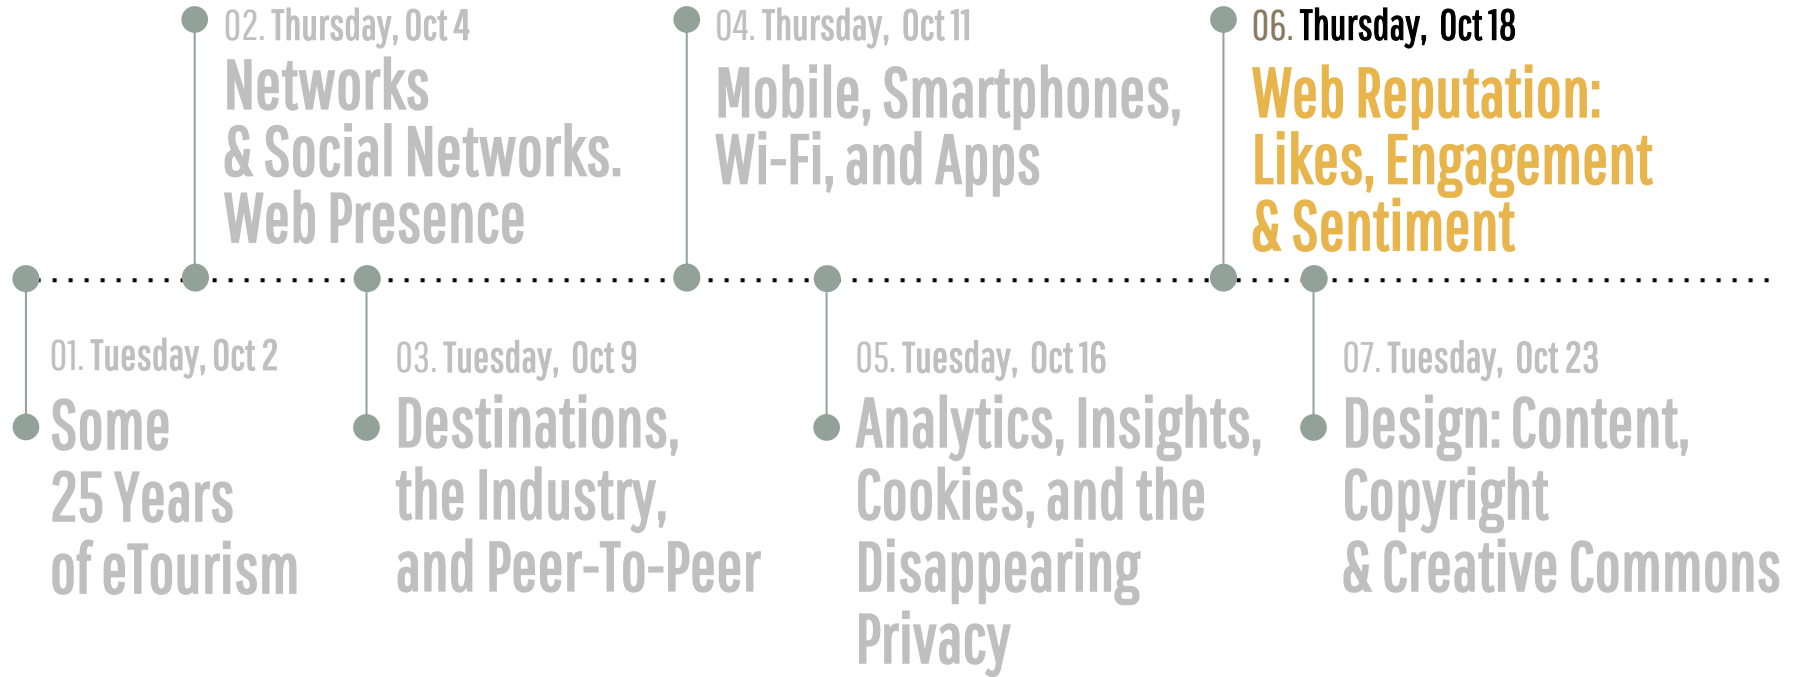 02. Thursday, Oct 4
Networks
& Social Networks.
Web Presence
04. Thursday, Oct 11
Mobile, Smartphones,
Wi-Fi, and Apps
06. Thursday, Oct 18
Web Reputation:
Likes, Engagement
& Sentiment
01. Tuesday, Oct 2
Some
25 Years
of eTourism
03. Tuesday, Oct 9
Destinations,
the Industry,
and Peer-To-Peer
05. Tuesday, Oct 16
Analytics, Insights,
Cookies, and the
Disappearing
Privacy
07. Tuesday, Oct 23
Design: Content,
Copyright
& Creative Commons